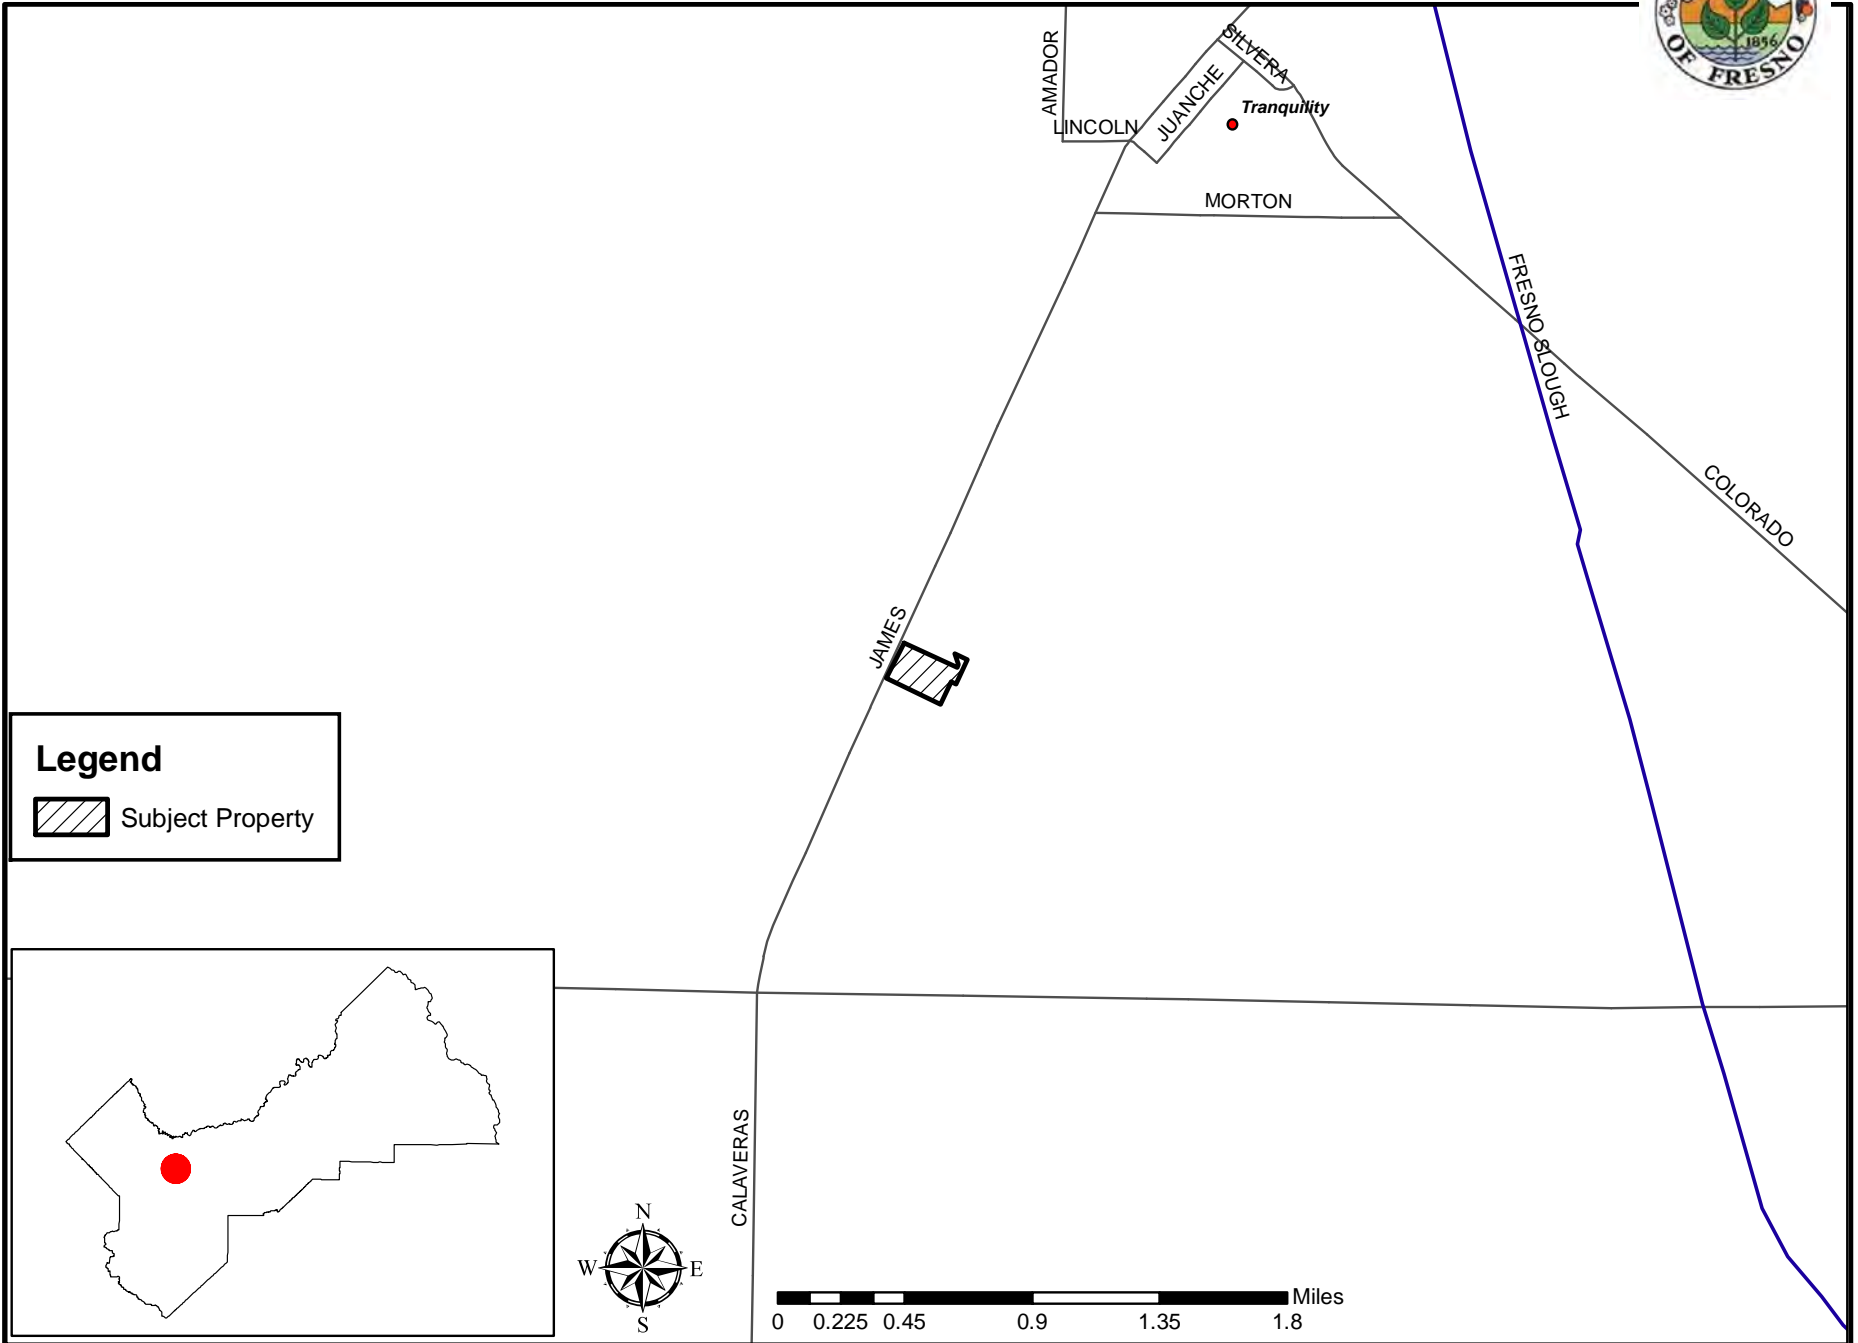 1856
OF FRESNO
AMADOR
SILVERA
JUANCHE
Tranquility
LINCOLN
MORTON
FRESNO SLOUGH
COLORADO
JAMES
Legend
Subject Property
CALAVERAS
N
W E
S
Miles
0 0.225 0.45 0.9 1.35 1.8